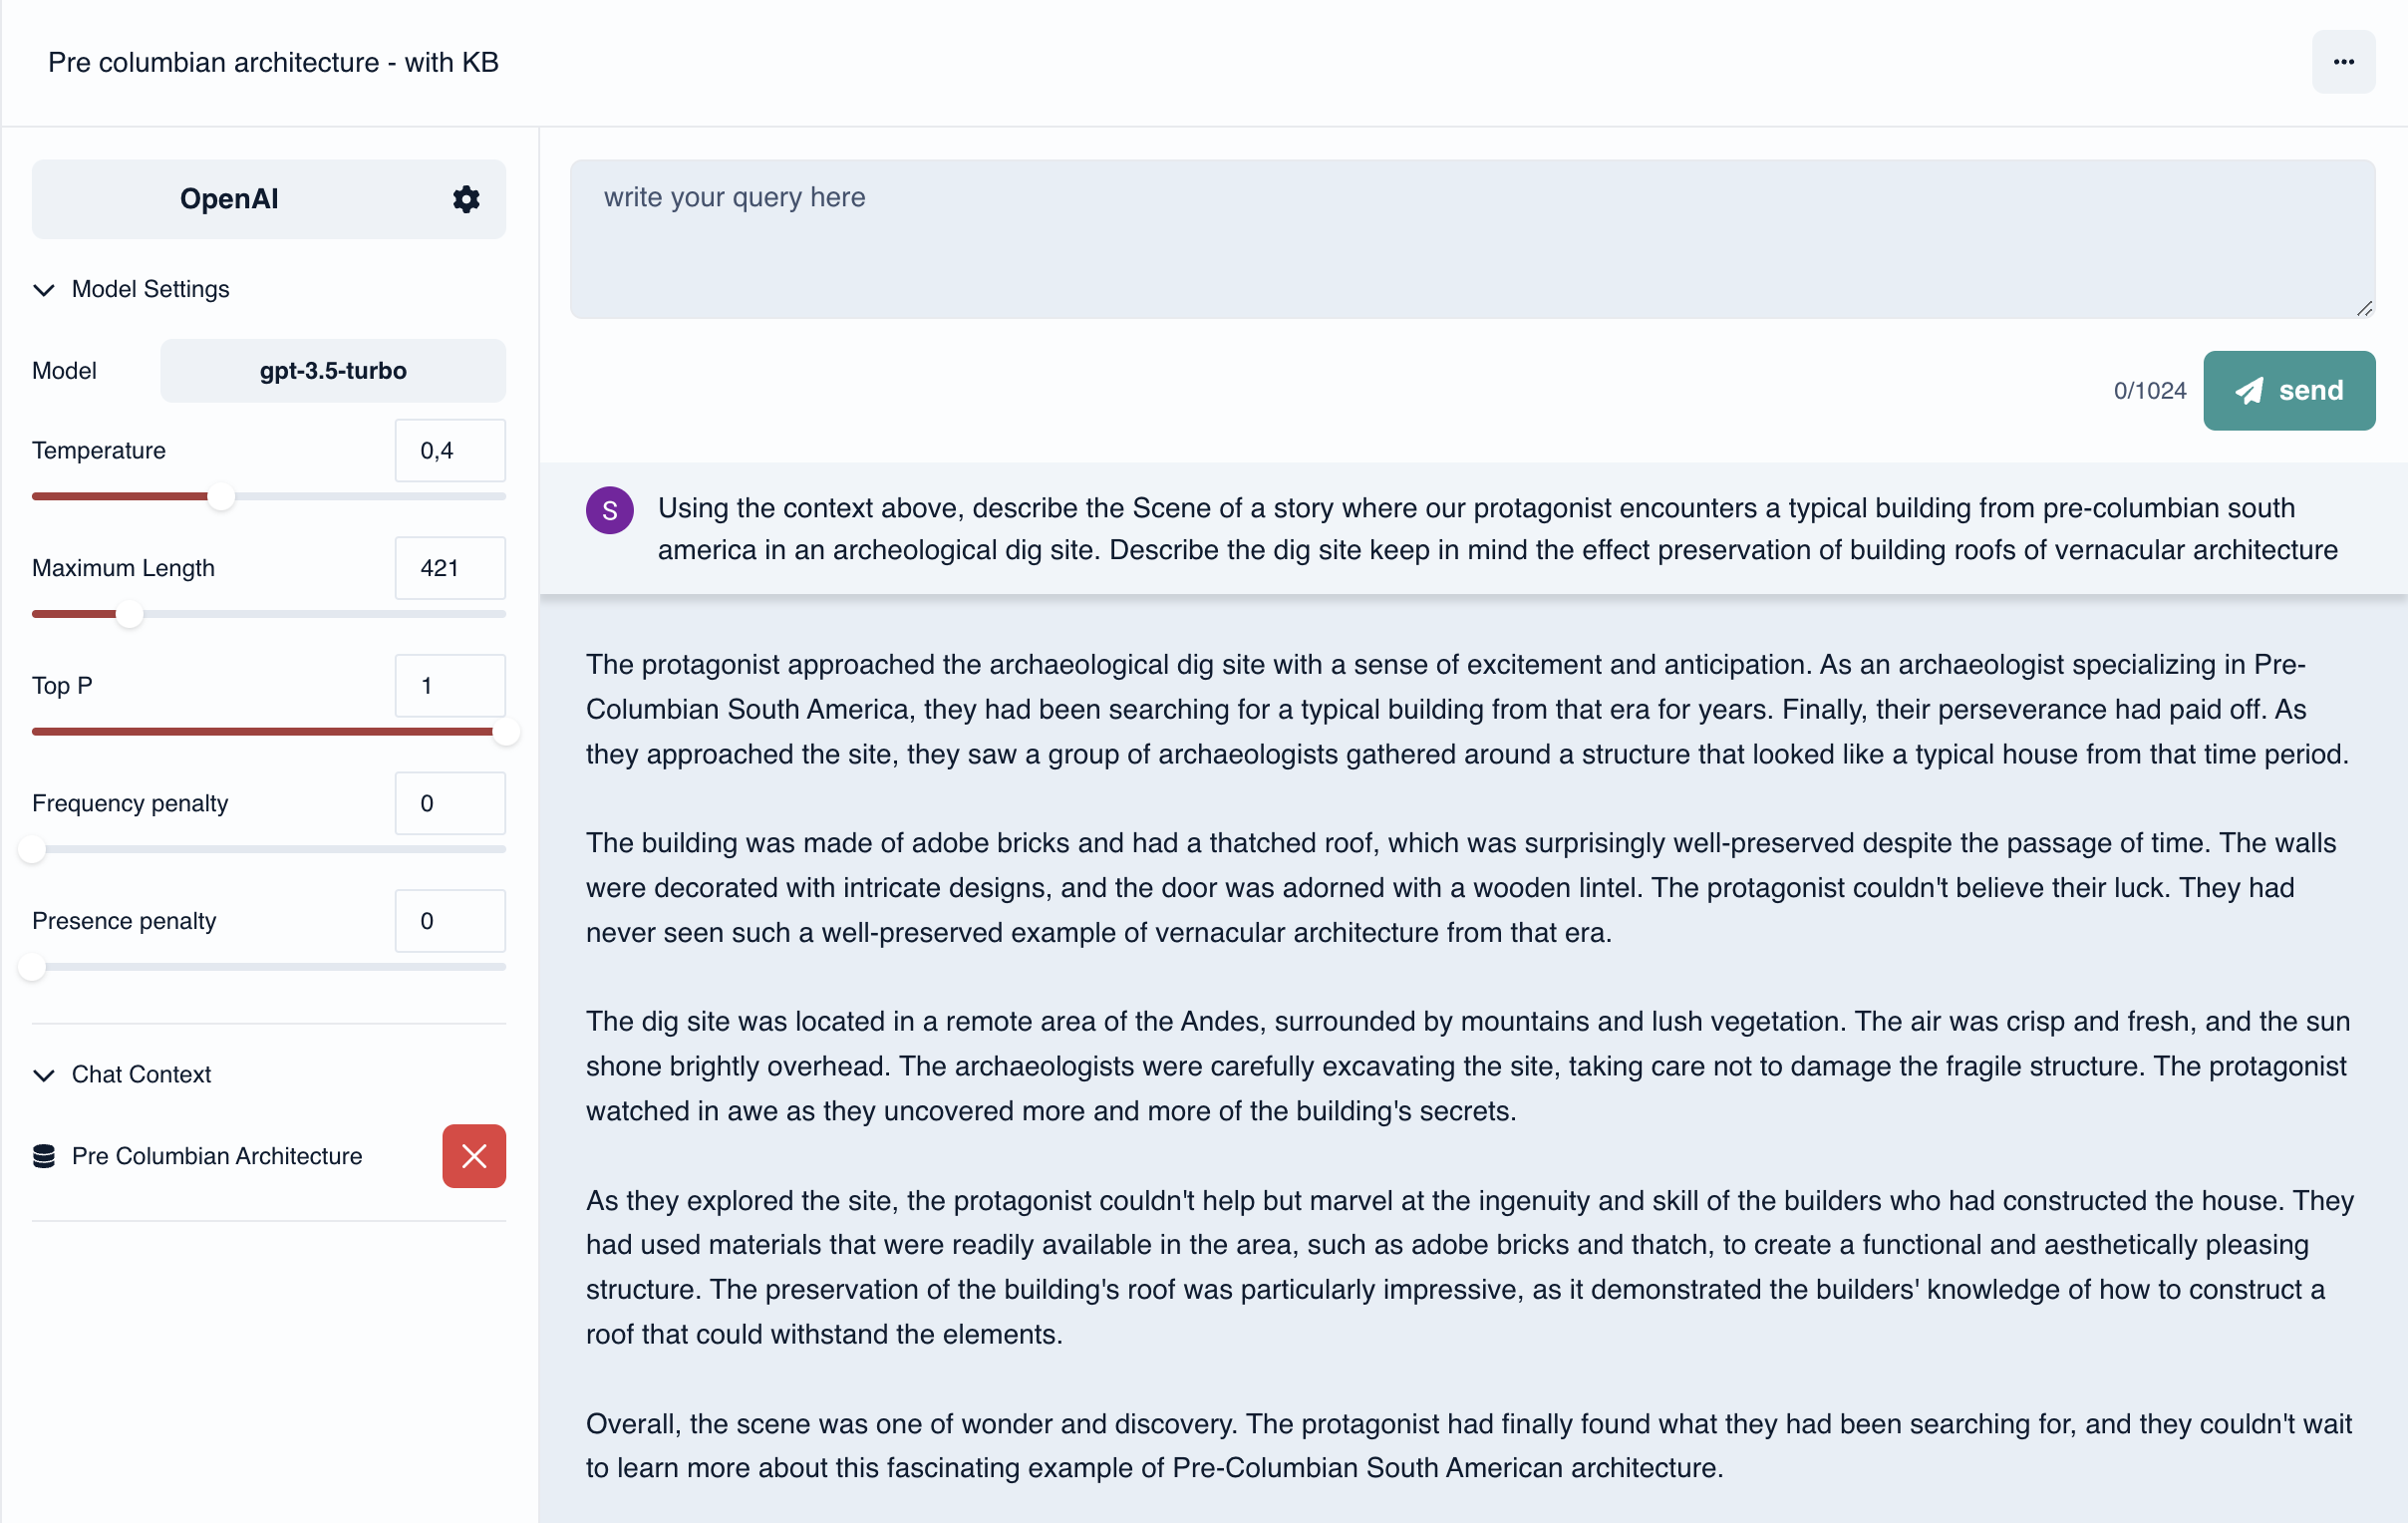 Pre columbian architecture - with KB
OpenAI
Model Settings
Model
gpt-3.5-turbo
Temperature
0,4
Maximum Length
421
Top P
1
Frequency penalty
0
Presence penalty
0
Chat Context
Pre Columbian Architecture
write your query here
0/1024
send
S
Using the context above, describe the Scene of a story where our protagonist encounters a typical building from pre-columbian south
america in an archeological dig site. Describe the dig site keep in mind the effect preservation of building roofs of vernacular architecture
The protagonist approached the archaeological dig site with a sense of excitement and anticipation. As an archaeologist specializing in Pre-
Columbian South America, they had been searching for a typical building from that era for years. Finally, their perseverance had paid off. As
they approached the site, they saw a group of archaeologists gathered around a structure that looked like a typical house from that time period.
The building was made of adobe bricks and had a thatched roof, which was surprisingly well-preserved despite the passage of time. The walls
were decorated with intricate designs, and the door was adorned with a wooden lintel. The protagonist couldn't believe their luck. They had
never seen such a well-preserved example of vernacular architecture from that era.
The dig site was located in a remote area of the Andes, surrounded by mountains and lush vegetation. The air was crisp and fresh, and the sun
shone brightly overhead. The archaeologists were carefully excavating the site, taking care not to damage the fragile structure. The protagonist
watched in awe as they uncovered more and more of the building's secrets.
As they explored the site, the protagonist couldn't help but marvel at the ingenuity and skill of the builders who had constructed the house. They
had used materials that were readily available in the area, such as adobe bricks and thatch, to create a functional and aesthetically pleasing
structure. The preservation of the building's roof was particularly impressive, as it demonstrated the builders' knowledge of how to construct a
roof that could withstand the elements.
Overall, the scene was one of wonder and discovery. The protagonist had finally found what they had been searching for, and they couldn't wait
to learn more about this fascinating example of Pre-Columbian South American architecture.